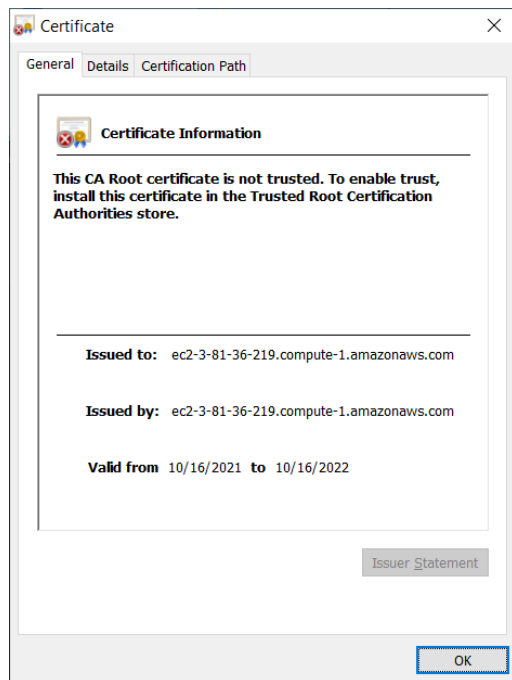 Certificate
General Details Certification Path
Certificate Information
This CA Root certificate is not trusted. To enable trust,
install this certificate in the Trusted Root Certification
Authorities store.
Issued to: ec2-3-81-36-219.compute-1.amazonaws.com
Issued by: ec2-3-81-36-219.compute-1.amazonaws.com
Valid from 10/16/2021 to 10/16/2022
Issuer Statement
OK